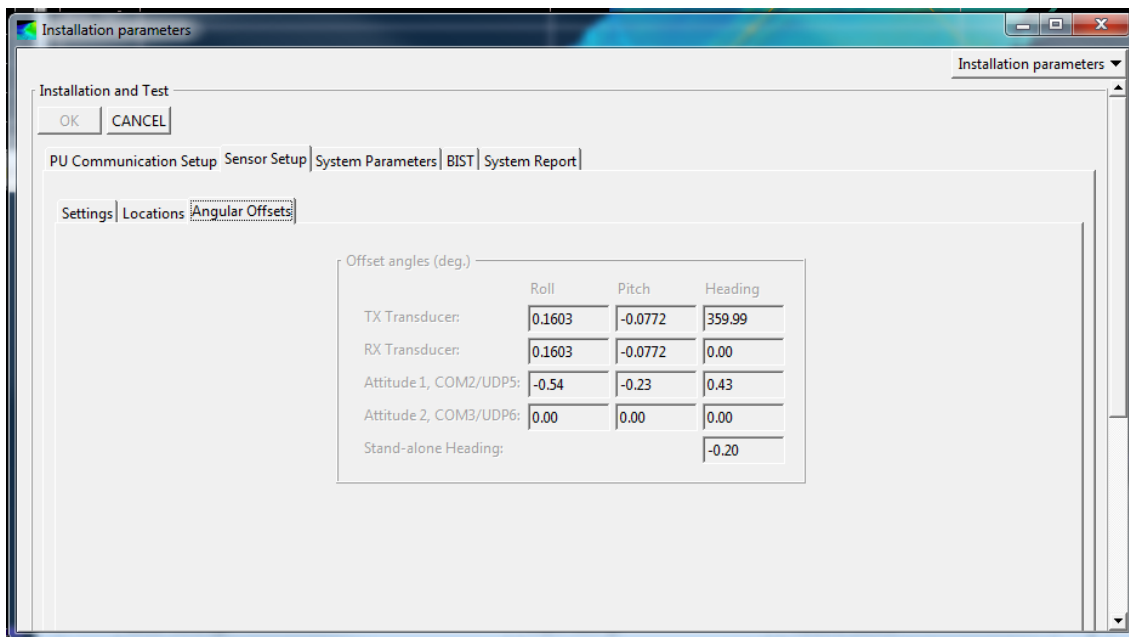 Installation parameters
Installation parameters
Installation and Test
OK CANCEL
PU Communication Setup Sensor Setup System Parameters BIST System Report
Settings Locations Angular Offsets
Offset angles (deg.)
Roll Pitch Heading
TX Transducer: 0.1603 -0.0772 359.99
RX Transducer: 0.1603 -0.0772 0.00
Attitude 1, COM2/UDP5: -0.54 -0.23 0.43
Attitude 2, COM3/UDP6: 0.00 0.00 0.00
Stand-alone Heading: -0.20